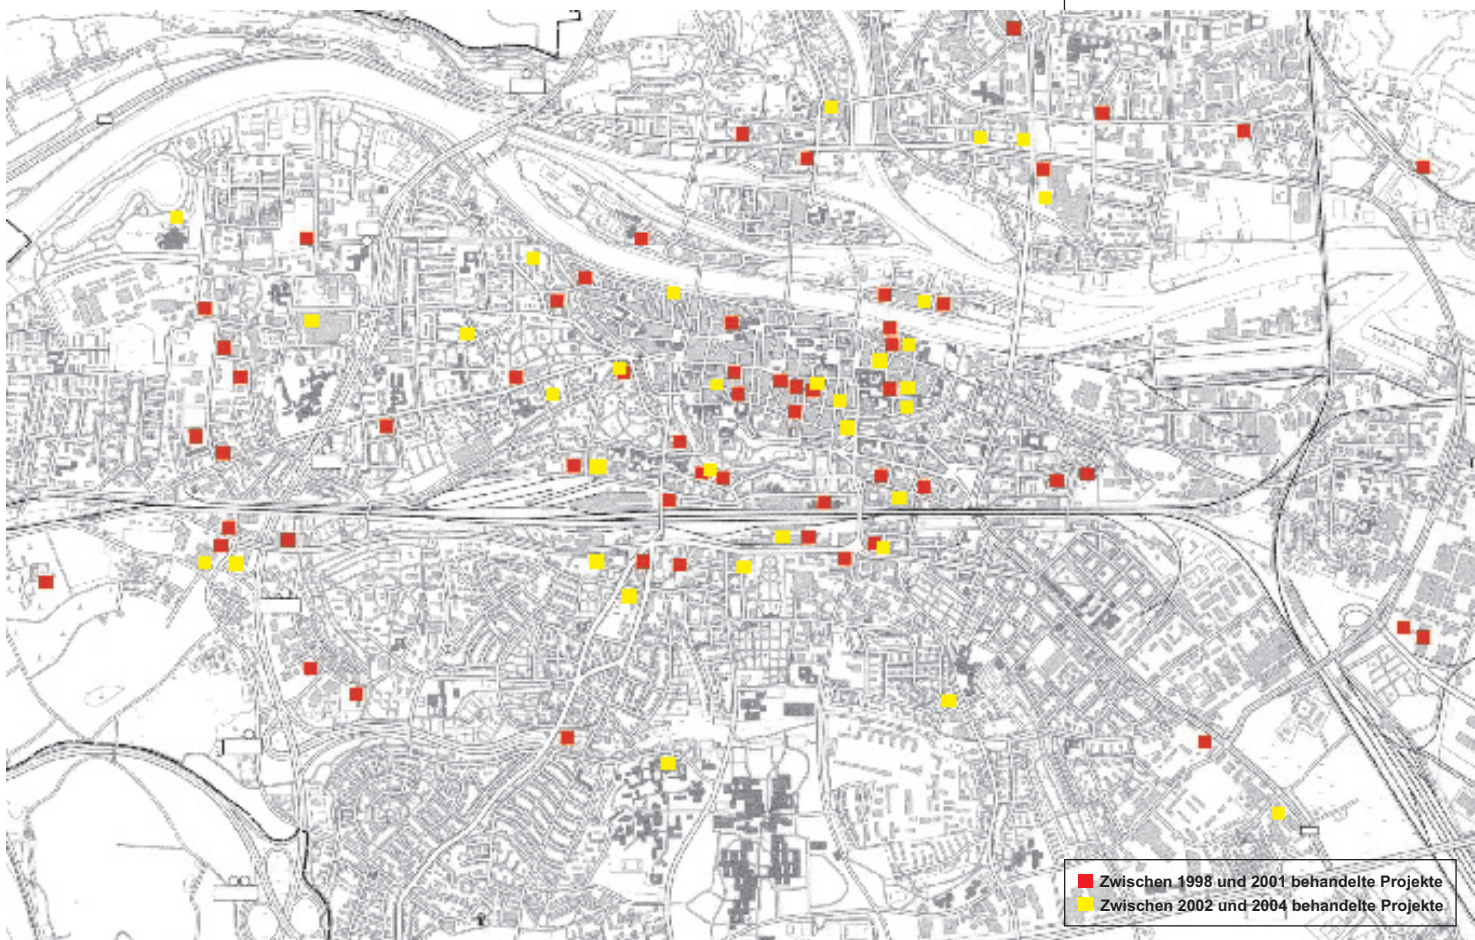 Zwischen 1998 und 2001 behandelte Projekte
Zwischen 2002 und 2004 behandelte Projekte